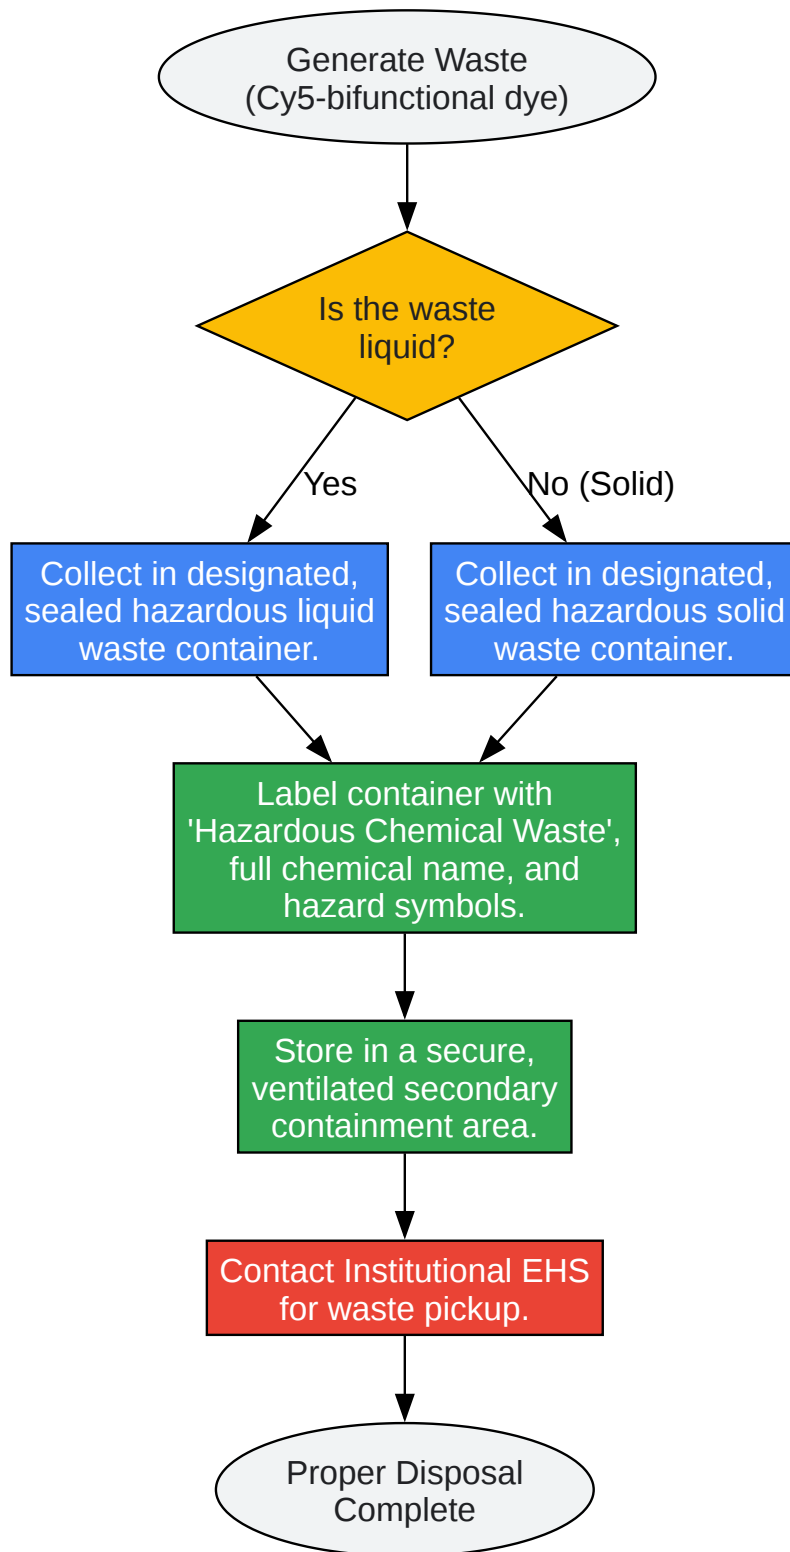 Generate Waste
(Cy5-bifunctional dye)
Is the waste
liquid?
Yes
No (Solid)
Collect in designated,
sealed hazardous liquid
waste container.
Collect in designated,
sealed hazardous solid
waste container.
Label container with
'Hazardous Chemical Waste',
full chemical name, and
hazard symbols.
Store in a secure,
ventilated secondary
containment area.
Contact Institutional EHS
for waste pickup.
Proper Disposal
Complete